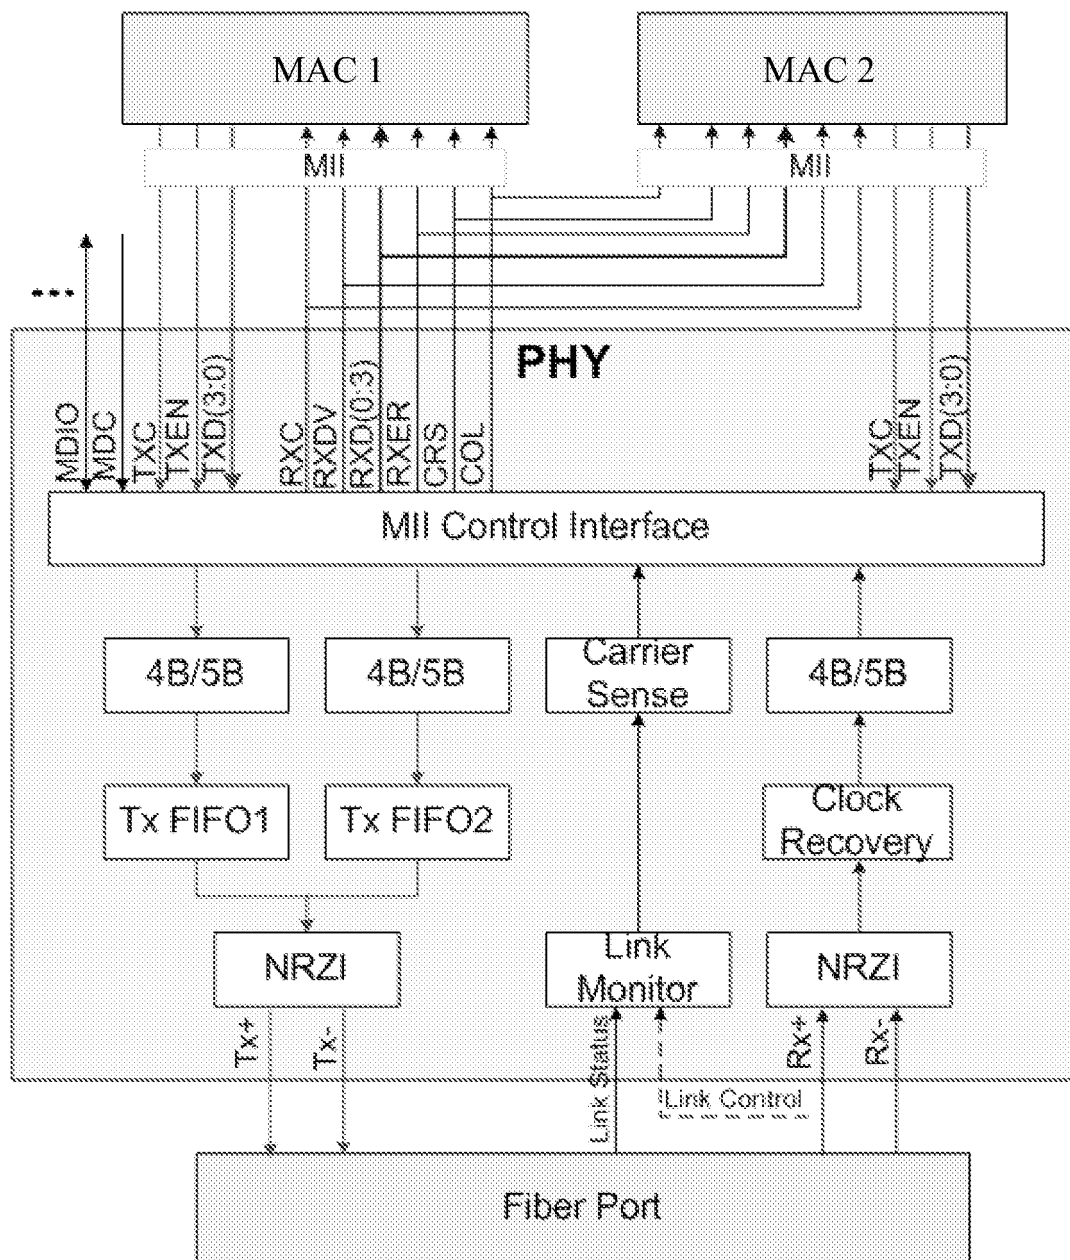 MAC 1
MAC 2
MII
MII
...
PHY
MDIO
MDC
TXC
TXEN
TXD(3:0)
RXC
RXDV
RXD(0:3)
RXER
CRS
COL
TXC
TXEN
TXD(3:0)
MII Control Interface
4B/5B
4B/5B
Carrier
Sense
4B/5B
Tx FIFO1
Tx FIFO2
Clock
Recovery
NRZI
Link
Monitor
NRZI
Tx+
Tx-
Link Status
Link Control
Rx+
Rx-
Fiber Port